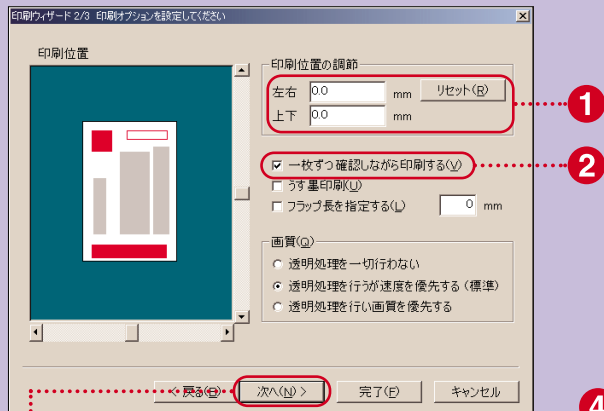 印刷ウィザード 2/3 印刷オプションを設定してください
印刷位置
印刷位置の調節
左右 0.0 mm リセット(R)
上下 0.0 mm
1
一枚ずつ確認しながら印刷する(V)
2
うす墨印刷(U)
フラップ長を指定する(L) 0 mm
画質(Q)
透明処理を一切行わない
透明処理を行うが速度を優先する(標準)
透明処理を行い画質を優先する
< 戻る(B) 次へ(N) > 完了(F) キャンセル
4